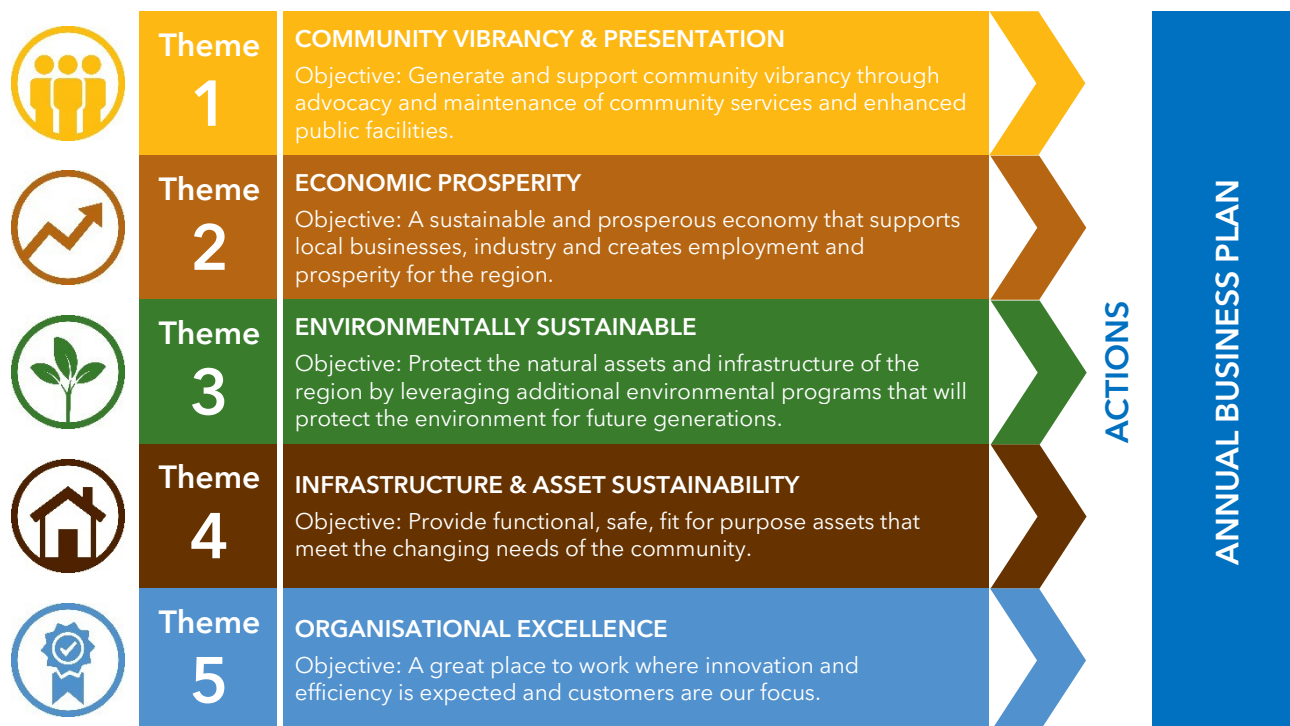 Theme
1
COMMUNITY VIBRANCY & PRESENTATION
Objective: Generate and support community vibrancy through
advocacy and maintenance of community services and enhanced
public facilities.
Theme
2
ECONOMIC PROSPERITY
Objective: A sustainable and prosperous economy that supports
local businesses, industry and creates employment and
prosperity for the region.
Theme
3
ENVIRONMENTALLY SUSTAINABLE
Objective: Protect the natural assets and infrastructure of the
region by leveraging additional environmental programs that will
protect the environment for future generations.
Theme
4
INFRASTRUCTURE & ASSET SUSTAINABILITY
Objective: Provide functional, safe, fit for purpose assets that
meet the changing needs of the community.
Theme
5
ORGANISATIONAL EXCELLENCE
Objective: A great place to work where innovation and
efficiency is expected and customers are our focus.
ACTIONS
ANNUAL BUSINESS PLAN